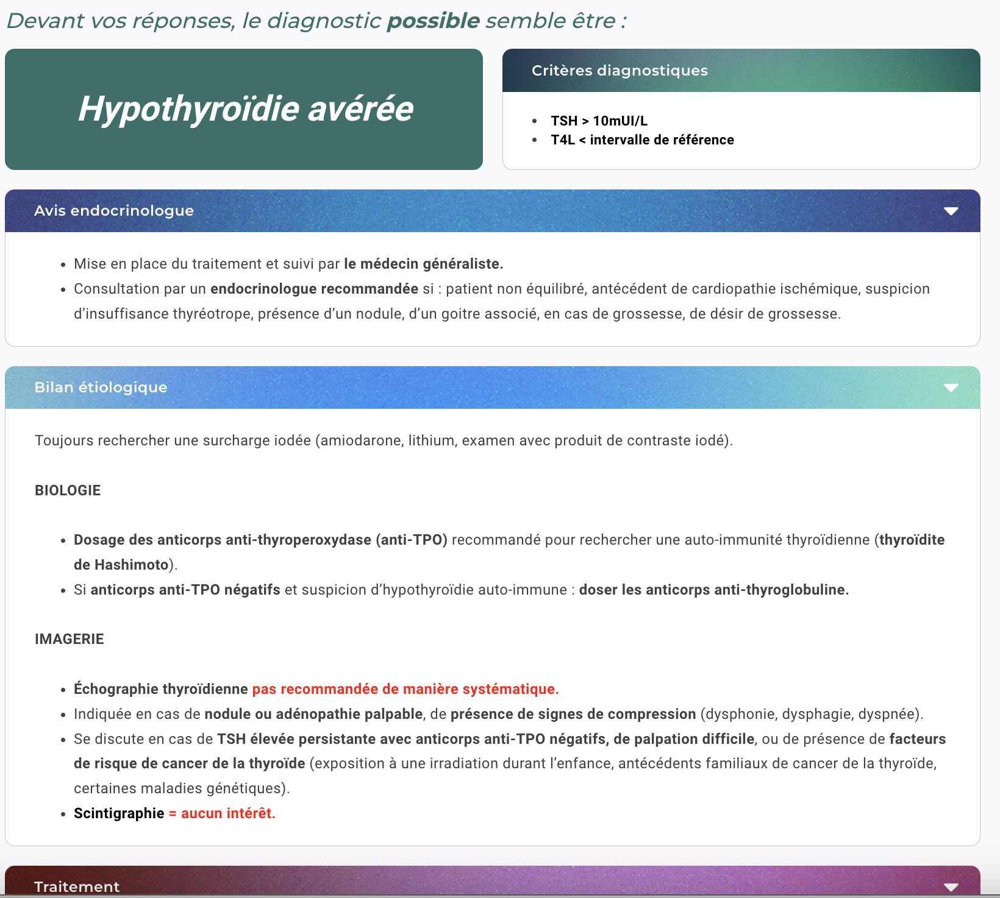 Devant vos réponses, le diagnostic possible semble être :
Hypothyroïdie avérée
Critères diagnostiques
• TSH > 10mUI/L
• T4L < intervalle de référence
Avis endocrinologue
• Mise en place du traitement et suivi par le médecin généraliste.
• Consultation par un endocrinologue recommandée si : patient non équilibré, antécédent de cardiopathie ischémique, suspicion
d’insuffisance thyréotrope, présence d’un nodule, d’un goitre associé, en cas de grossesse, de désir de grossesse.
Bilan étiologique
Toujours rechercher une surcharge iodée (amiodarone, lithium, examen avec produit de contraste iodé).
BIOLOGIE
• Dosage des anticorps anti-thyroperoxydase (anti-TPO) recommandé pour rechercher une auto-immunité thyroïdienne (thyroïdite
de Hashimoto).
• Si anticorps anti-TPO négatifs et suspicion d’hypothyroïdie auto-immune : doser les anticorps anti-thyroglobuline.
IMAGERIE
• Échographie thyroïdienne pas recommandée de manière systématique.
• Indiquée en cas de nodule ou adénopathie palpable, de présence de signes de compression (dysphonie, dysphagie, dyspnée).
• Se discute en cas de TSH élevée persistante avec anticorps anti-TPO négatifs, de palpation difficile, ou de présence de facteurs
de risque de cancer de la thyroïde (exposition à une irradiation durant l’enfance, antécédents familiaux de cancer de la thyroïde,
certaines maladies génétiques).
• Scintigraphie = aucun intérêt.
Traitement